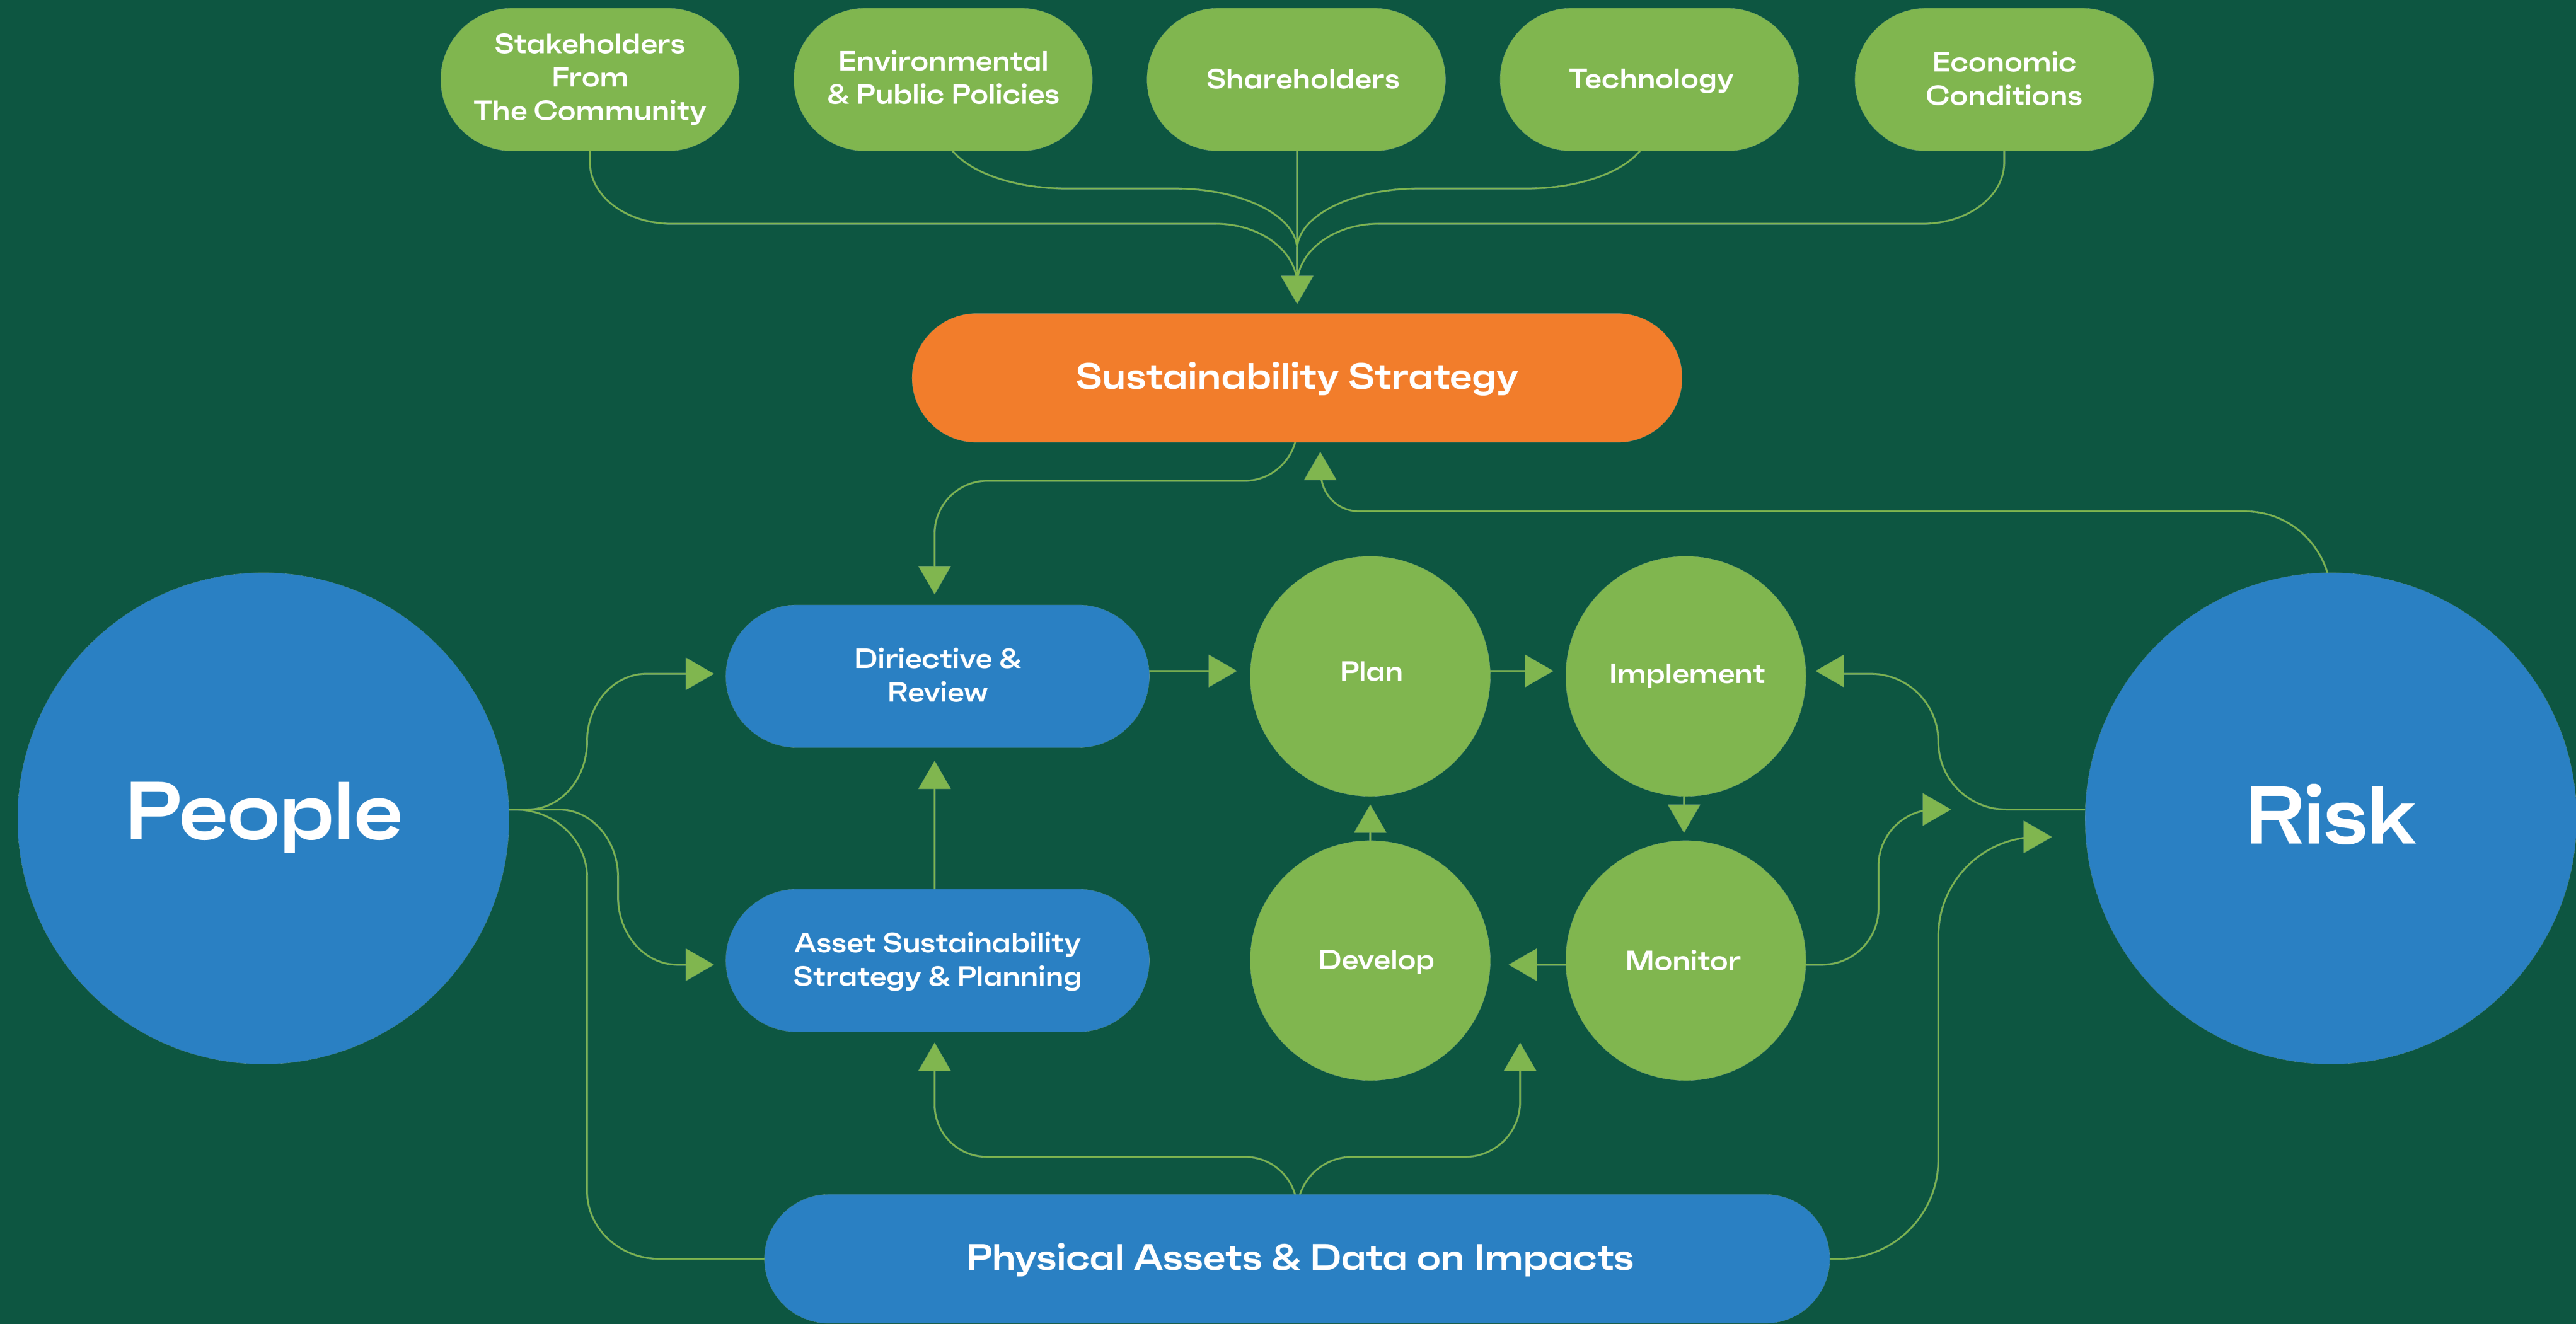 Stakeholders
From
The Community
Environmental
& Public Policies
Shareholders
Technology
Economic
Conditions
Sustainability Strategy
People
Diriective &
Review
Plan
Implement
Risk
Asset Sustainability
Strategy & Planning
Develop
Monitor
Physical Assets & Data on Impacts